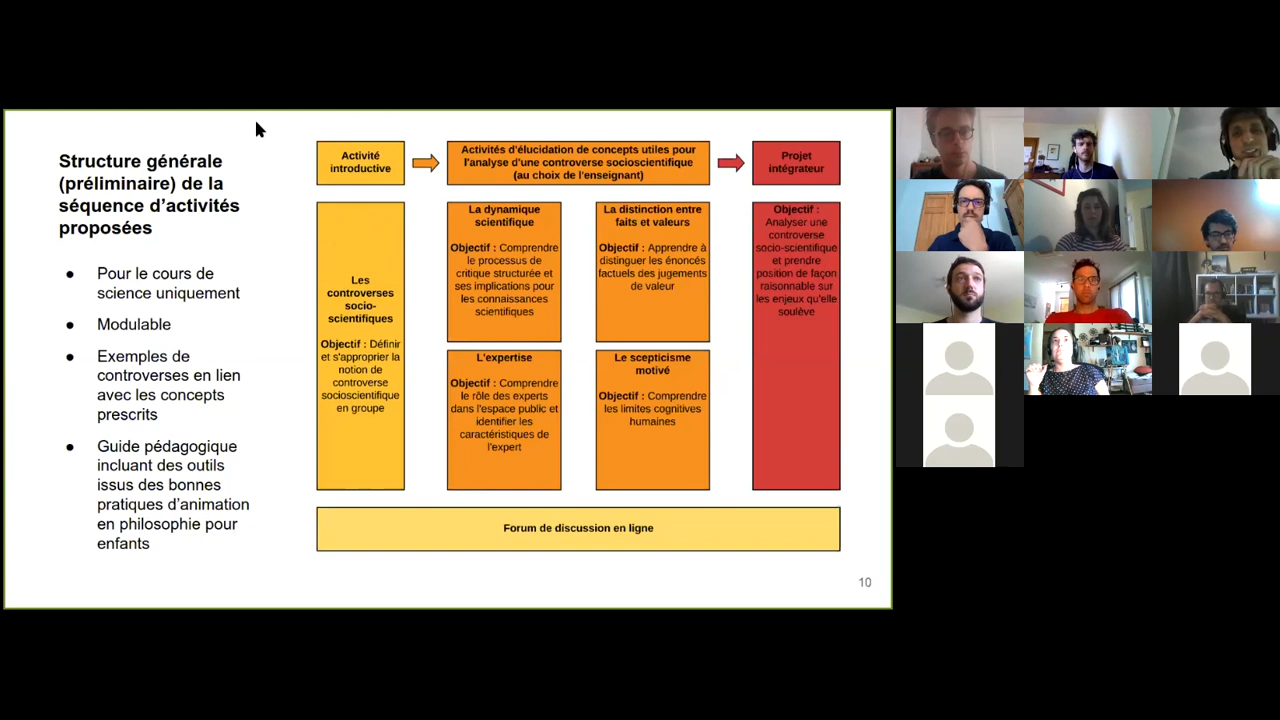 Structure générale
(préliminaire) de la
séquence d'activités
proposées
● Pour le cours de
science uniquement
● Modulable
● Exemples de
controverses en lien
avec les concepts
prescrits
● Guide pédagogique
incluant des outils
issus des bonnes
pratiques d'animation
en philosophie pour
enfants
Activité
introductive
Activités d'élucidation de concepts utiles pour
l'analyse d'une controverse socioscientifique
(au choix de l'enseignant)
Projet
intégrateur
Les
controverses
socio-
scientifiques
Objectif : Définir
et s'approprier la
notion de
controverse
socioscientifique
en groupe
La dynamique
scientifique
Objectif : Comprendre
le processus de
critique structurée et
ses implications pour
les connaissances
scientifiques
La distinction entre
faits et valeurs
Objectif : Apprendre à
distinguer les énoncés
factuels des jugements
de valeur
L'expertise
Objectif : Comprendre
le rôle des experts
dans l'espace public et
identifier les
caractéristiques de
l'expert
Le scepticisme
motivé
Objectif : Comprendre
les limites cognitives
humaines
Objectif :
Analyser une
controverse
socio-scientifique
et prendre
position de façon
raisonnable sur
les enjeux qu'elle
soulève
Forum de discussion en ligne
10